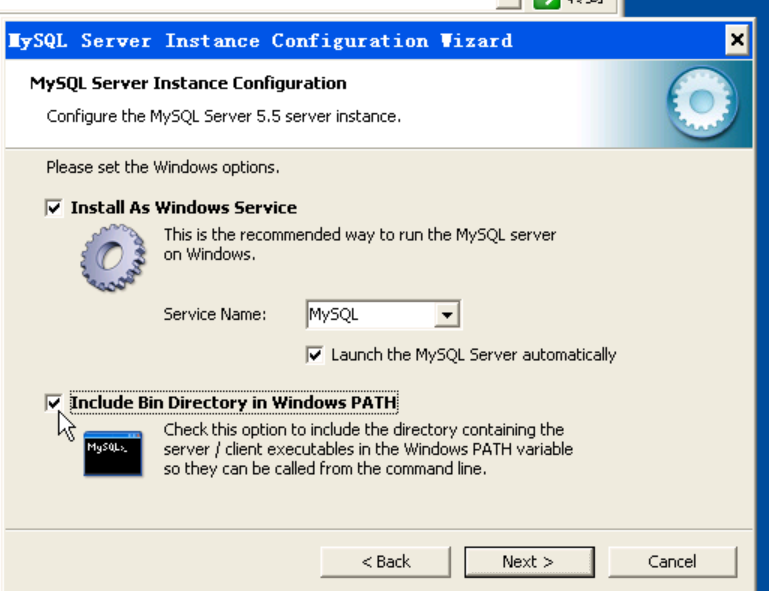 MySQL Server Instance Configuration Wizard
MySQL Server Instance Configuration
Configure the MySQL Server 5.5 server instance.
Please set the Windows options.
Install As Windows Service
This is the recommended way to run the MySQL server
on Windows.
Service Name:
MySQL
Launch the MySQL Server automatically
Include Bin Directory in Windows PATH
Check this option to include the directory containing the
server / client executables in the Windows PATH variable
so they can be called from the command line.
MySQL>_
< Back
Next >
Cancel